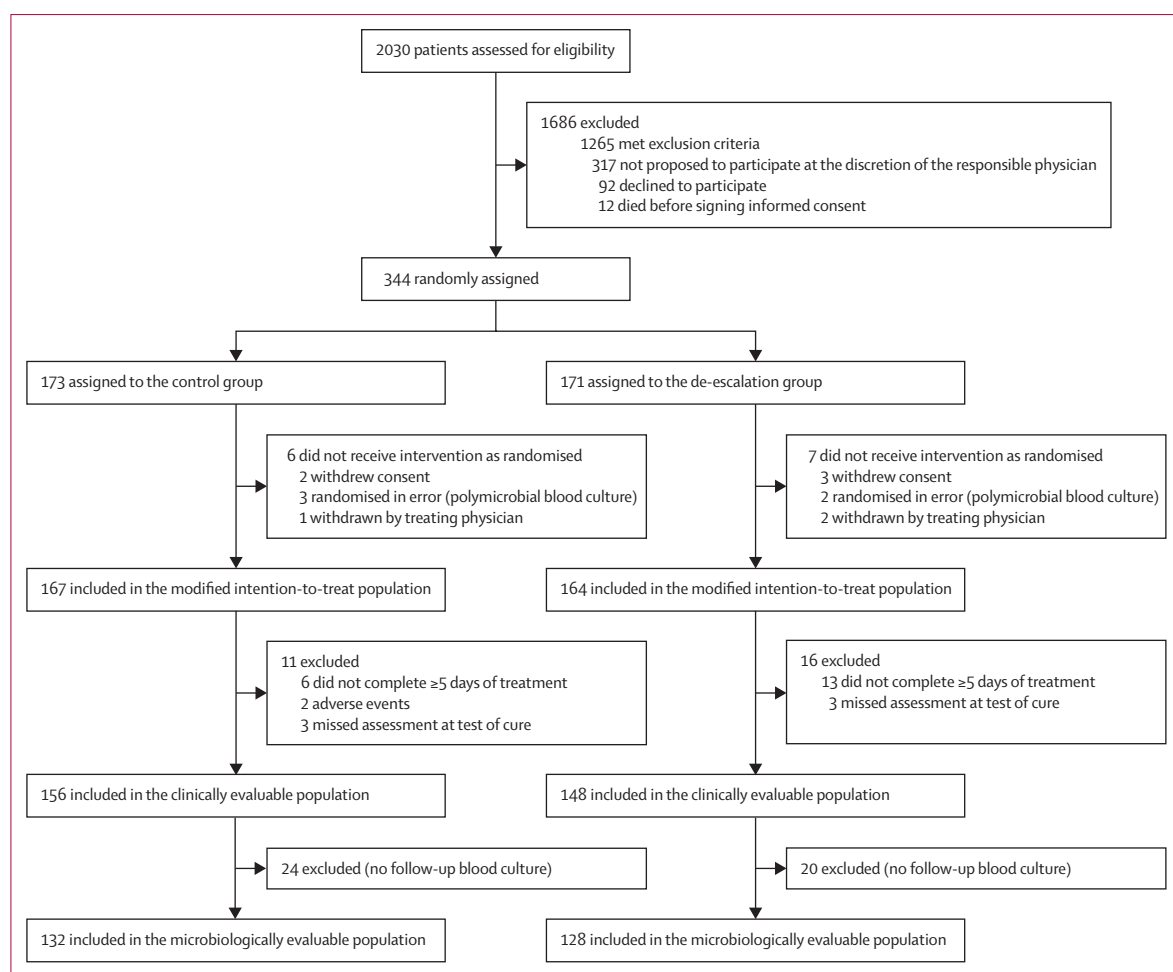 2030 patients assessed for eligibility
1686 excluded
1265 met exclusion criteria
317 not proposed to participate at the discretion of the responsible physician
92 declined to participate
12 died before signing informed consent
344 randomly assigned
173 assigned to the control group
171 assigned to the de-escalation group
6 did not receive intervention as randomised
2 withdrew consent
3 randomised in error (polymicrobial blood culture)
1 withdrawn by treating physician
7 did not receive intervention as randomised
3 withdrew consent
2 randomised in error (polymicrobial blood culture)
2 withdrawn by treating physician
167 included in the modified intention-to-treat population
164 included in the modified intention-to-treat population
11 excluded
6 did not complete ≥5 days of treatment
2 adverse events
3 missed assessment at test of cure
16 excluded
13 did not complete ≥5 days of treatment
3 missed assessment at test of cure
156 included in the clinically evaluable population
148 included in the clinically evaluable population
24 excluded (no follow-up blood culture)
20 excluded (no follow-up blood culture)
132 included in the microbiologically evaluable population
128 included in the microbiologically evaluable population